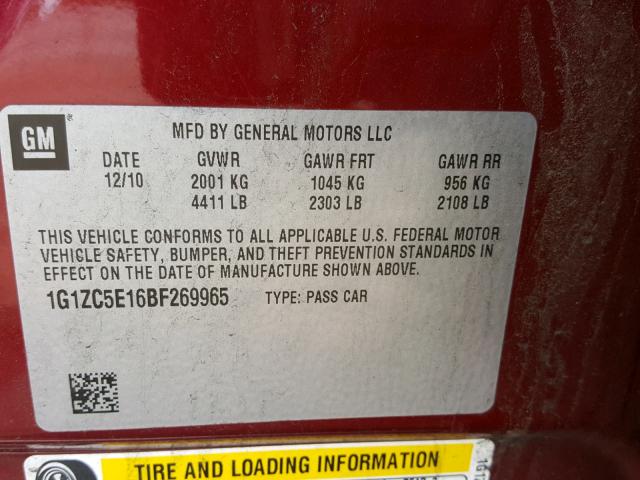 GM
MFD BY GENERAL MOTORS LLC
DATE GVWR GAWR FRT GAWR RR
12/10 2001 KG 1045 KG 956 KG
4411 LB 2303 LB 2108 LB
THIS VEHICLE CONFORMS TO ALL APPLICABLE U.S. FEDERAL MOTOR
VEHICLE SAFETY, BUMPER, AND THEFT PREVENTION STANDARDS IN
EFFECT ON THE DATE OF MANUFACTURE SHOWN ABOVE.
1G1ZC5E16BF269965 TYPE: PASS CAR
TIRE AND LOADING INFORMATION